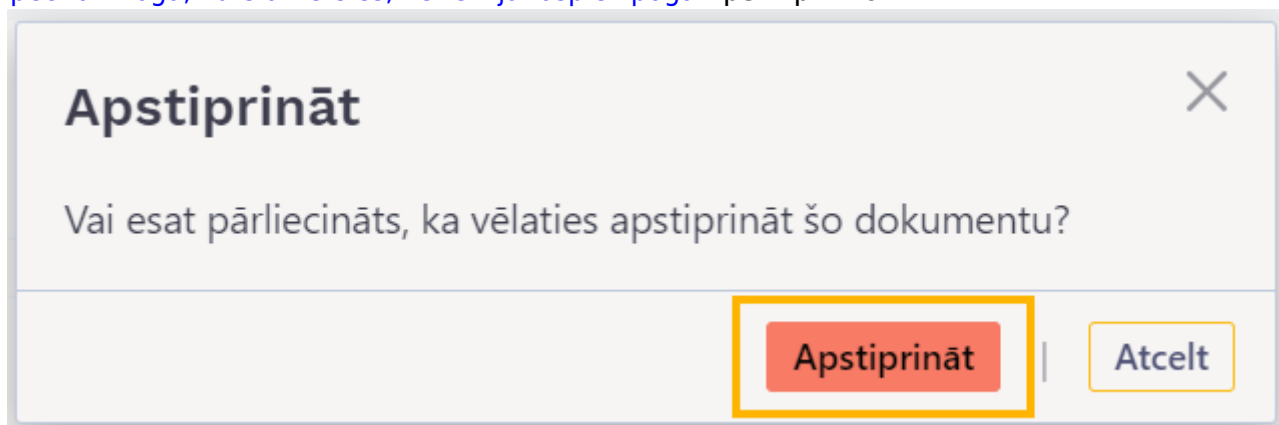 Apstiprināt
Vai esat pārliecināts, ka vēlaties apstiprināt šo dokumentu?
Apstiprināt | Atcelt